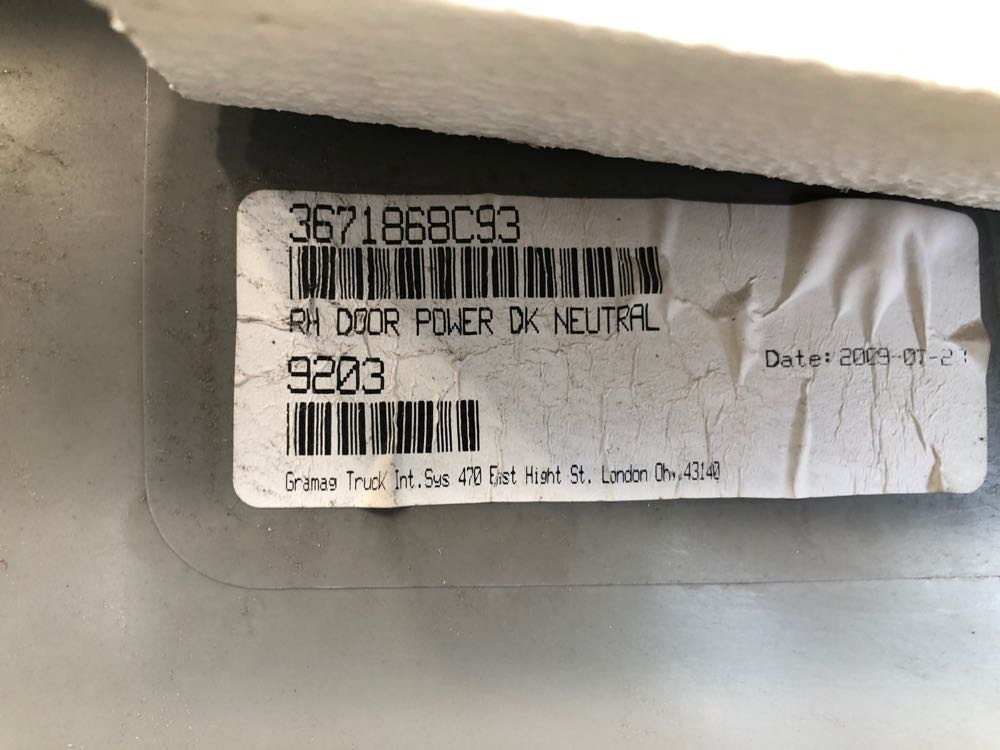 3671868C93
RH DOOR POWER DK NEUTRAL
9203
Date:
Gramag Truck Int.Sys 470 East Hight St. London Oh. 43140